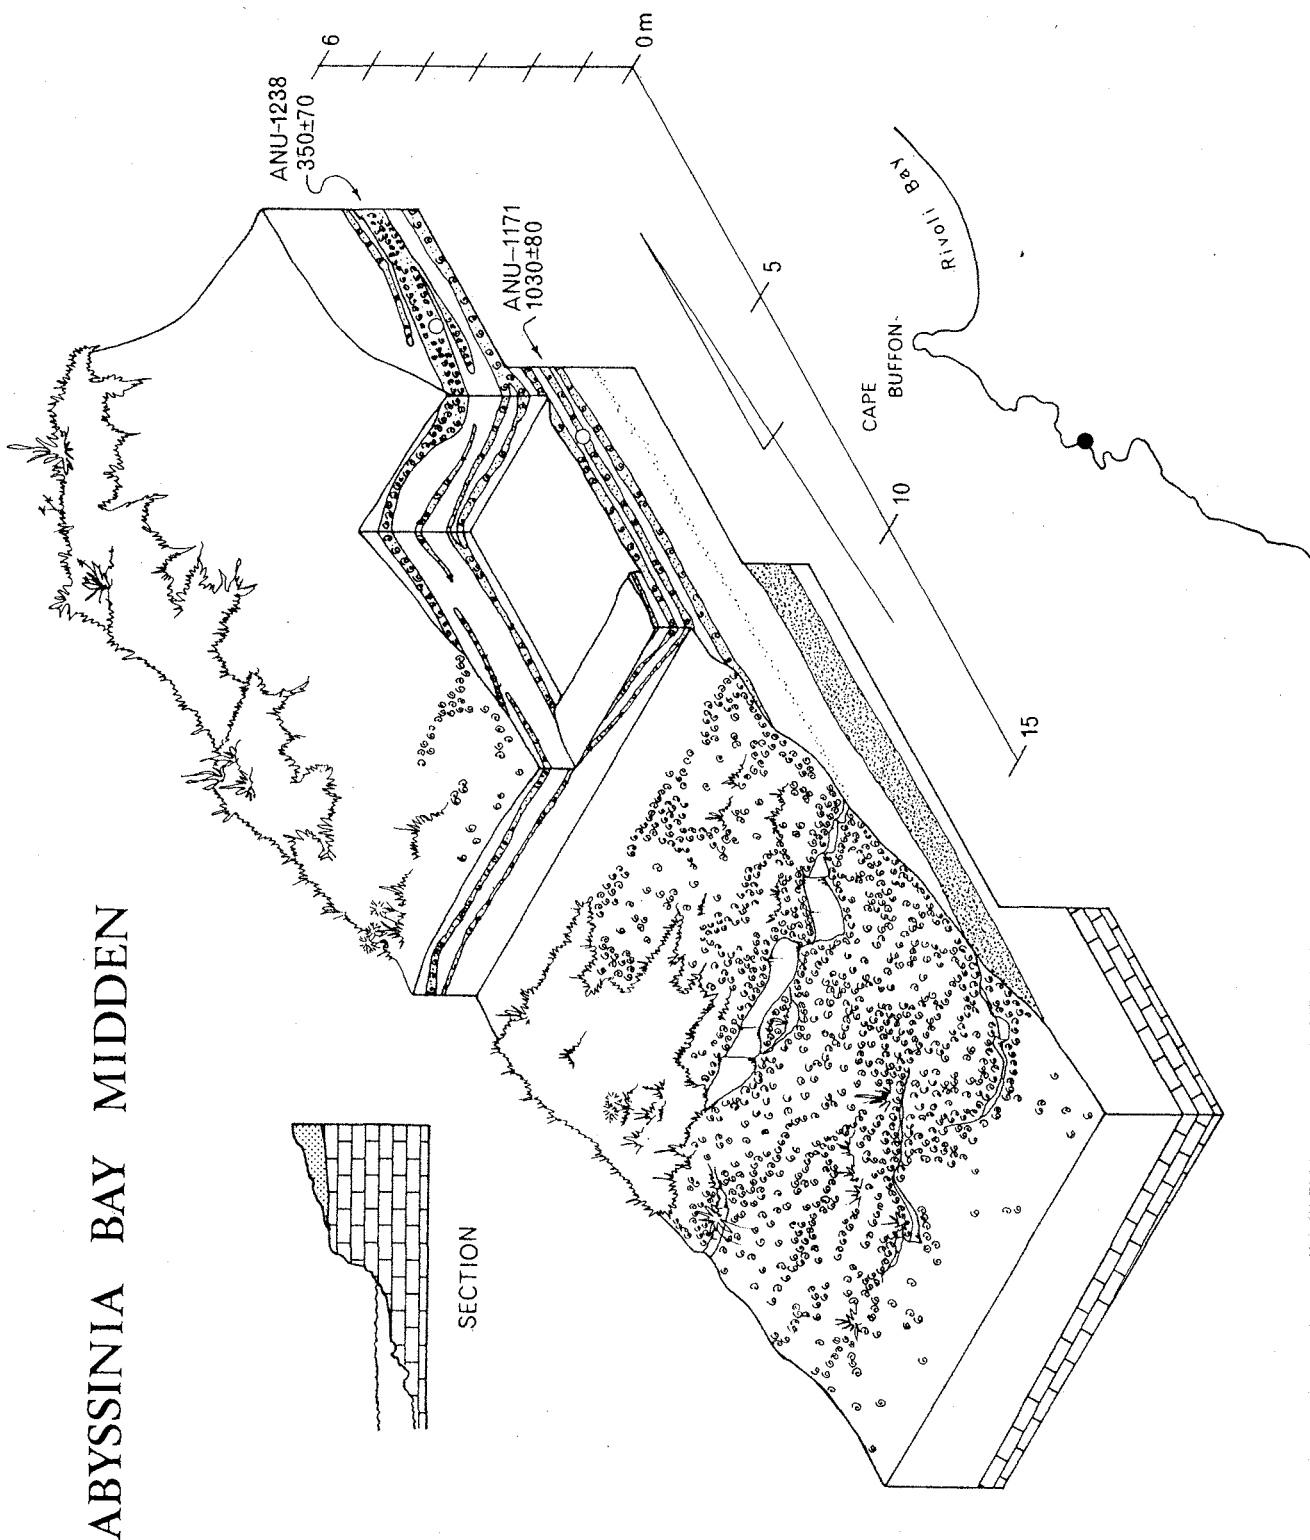 ABYSSINIA BAY MIDDEN
SECTION
ANU-1238
350±70
ANU-1171
1030±80
6
0m
5
10
15
CAPE
BUFFON
Rivoli Bay